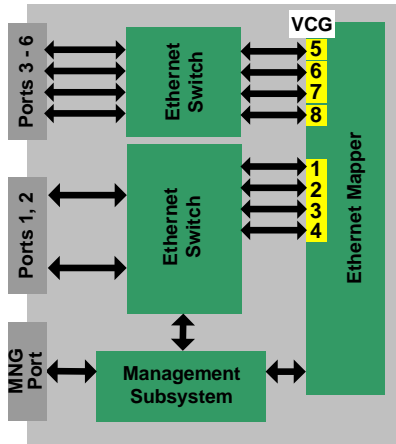 VCG
Ports 3 - 6
Ethernet
Switch
5
6
7
8
Ethernet Mapper
Ports 1, 2
Ethernet
Switch
1
2
3
4
MNG
Port
Management
Subsystem